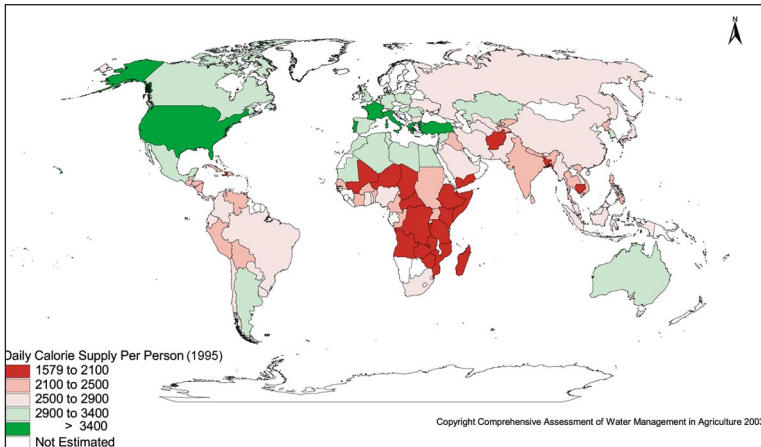 N
Daily Calorie Supply Per Person (1995)
1579 to 2100
2100 to 2500
2500 to 2900
2900 to 3400
> 3400
Not Estimated
Copyright Comprehensive Assessment of Water Management in Agriculture 2003